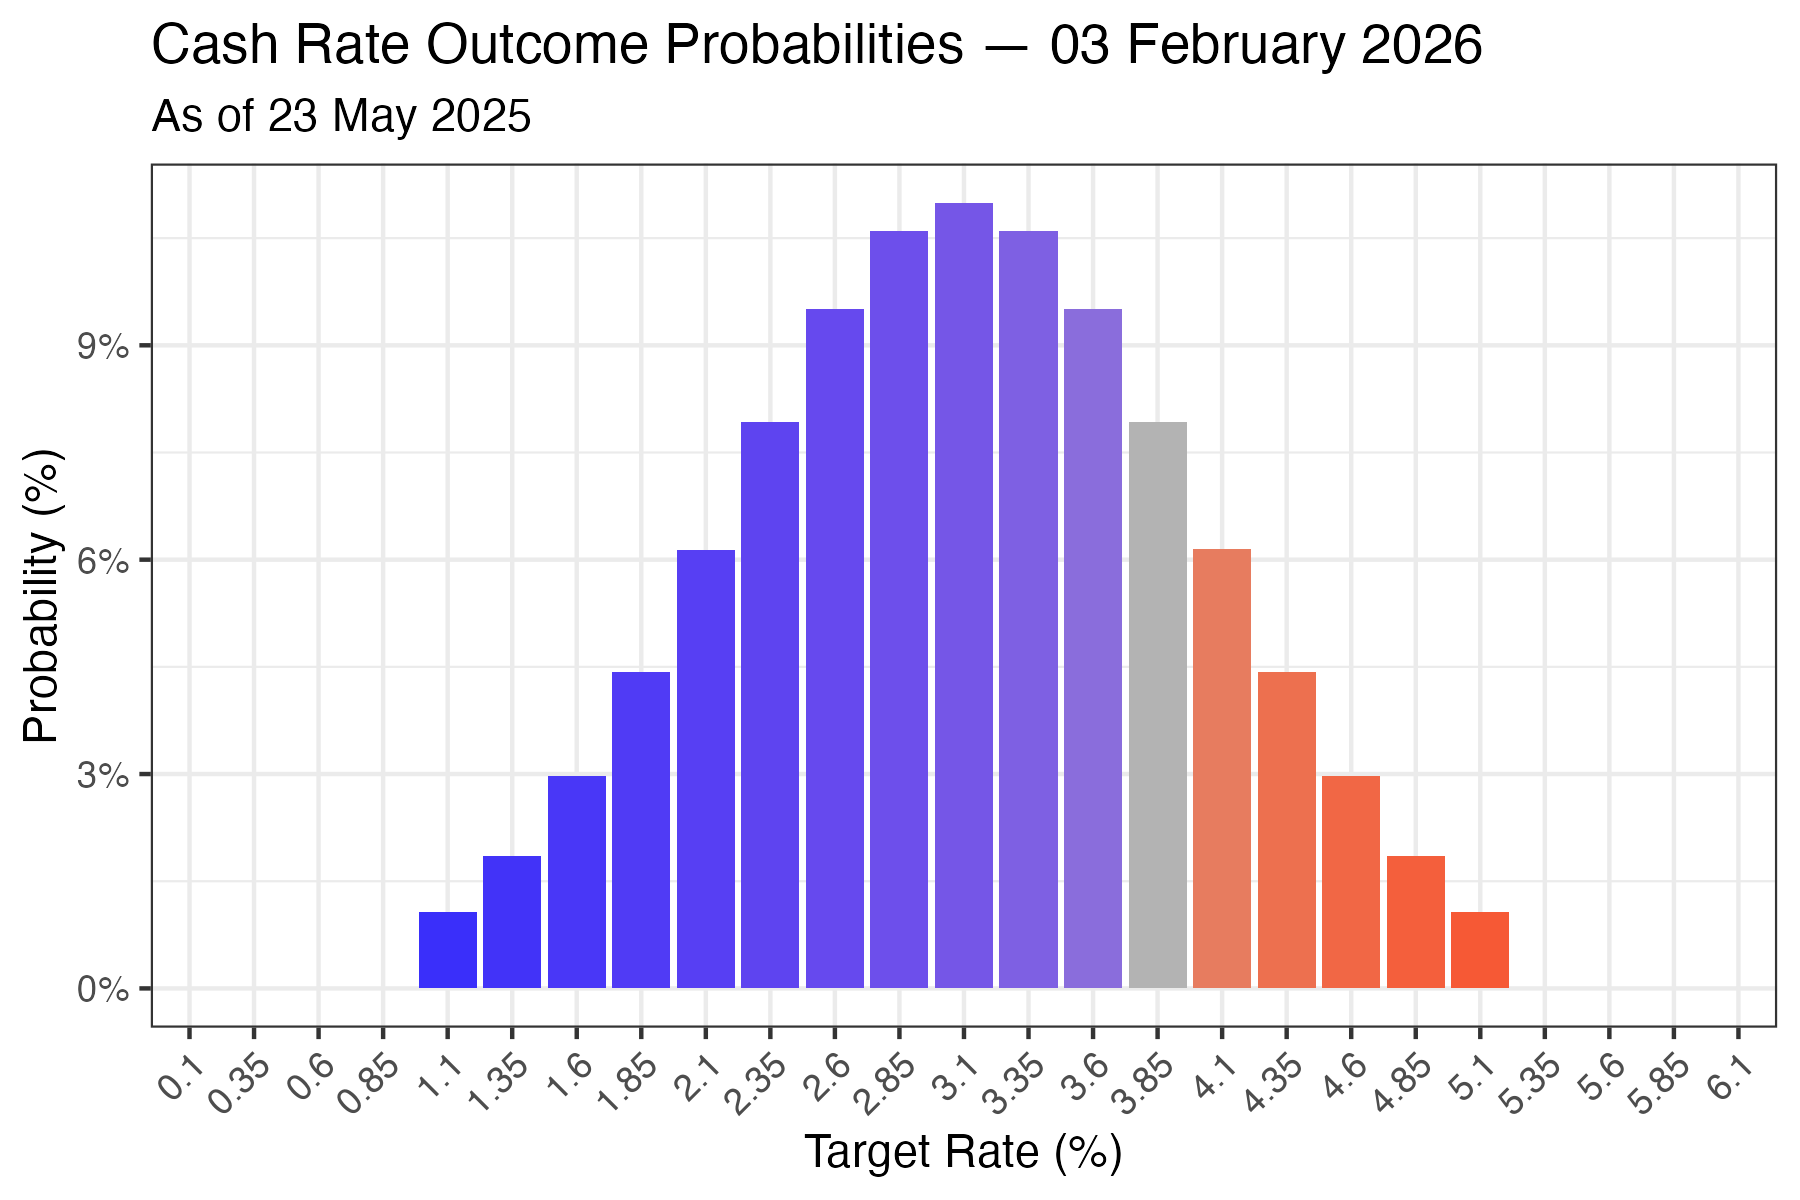 Cash Rate Outcome Probabilities — 03 February 2026
As of 23 May 2025
Probability (%)
9%
6%
3%
0%
0.1 0.35 0.6 0.85 1.1 1.35 1.6 1.85 2.1 2.35 2.6 2.85 3.1 3.35 3.6 3.85 4.1 4.35 4.6 4.85 5.1 5.35 5.6 5.85 6.1
Target Rate (%)